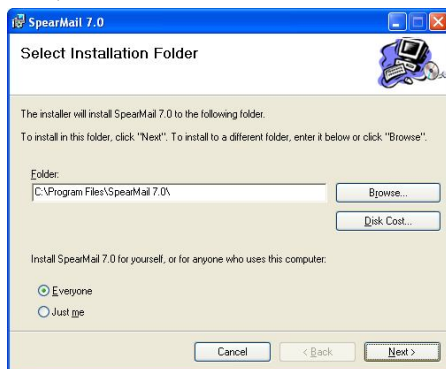 SpearMail 7.0
Select Installation Folder
The installer will install SpearMail 7.0 to the following folder.
To install in this folder, click "Next". To install to a different folder, enter it below or click "Browse".
Folder:
C:\Program Files\SpearMail 7.0\
Browse...
Disk Cost...
Install SpearMail 7.0 for yourself, or for anyone who uses this computer:
Everyone
Just me
Cancel
< Back
Next >